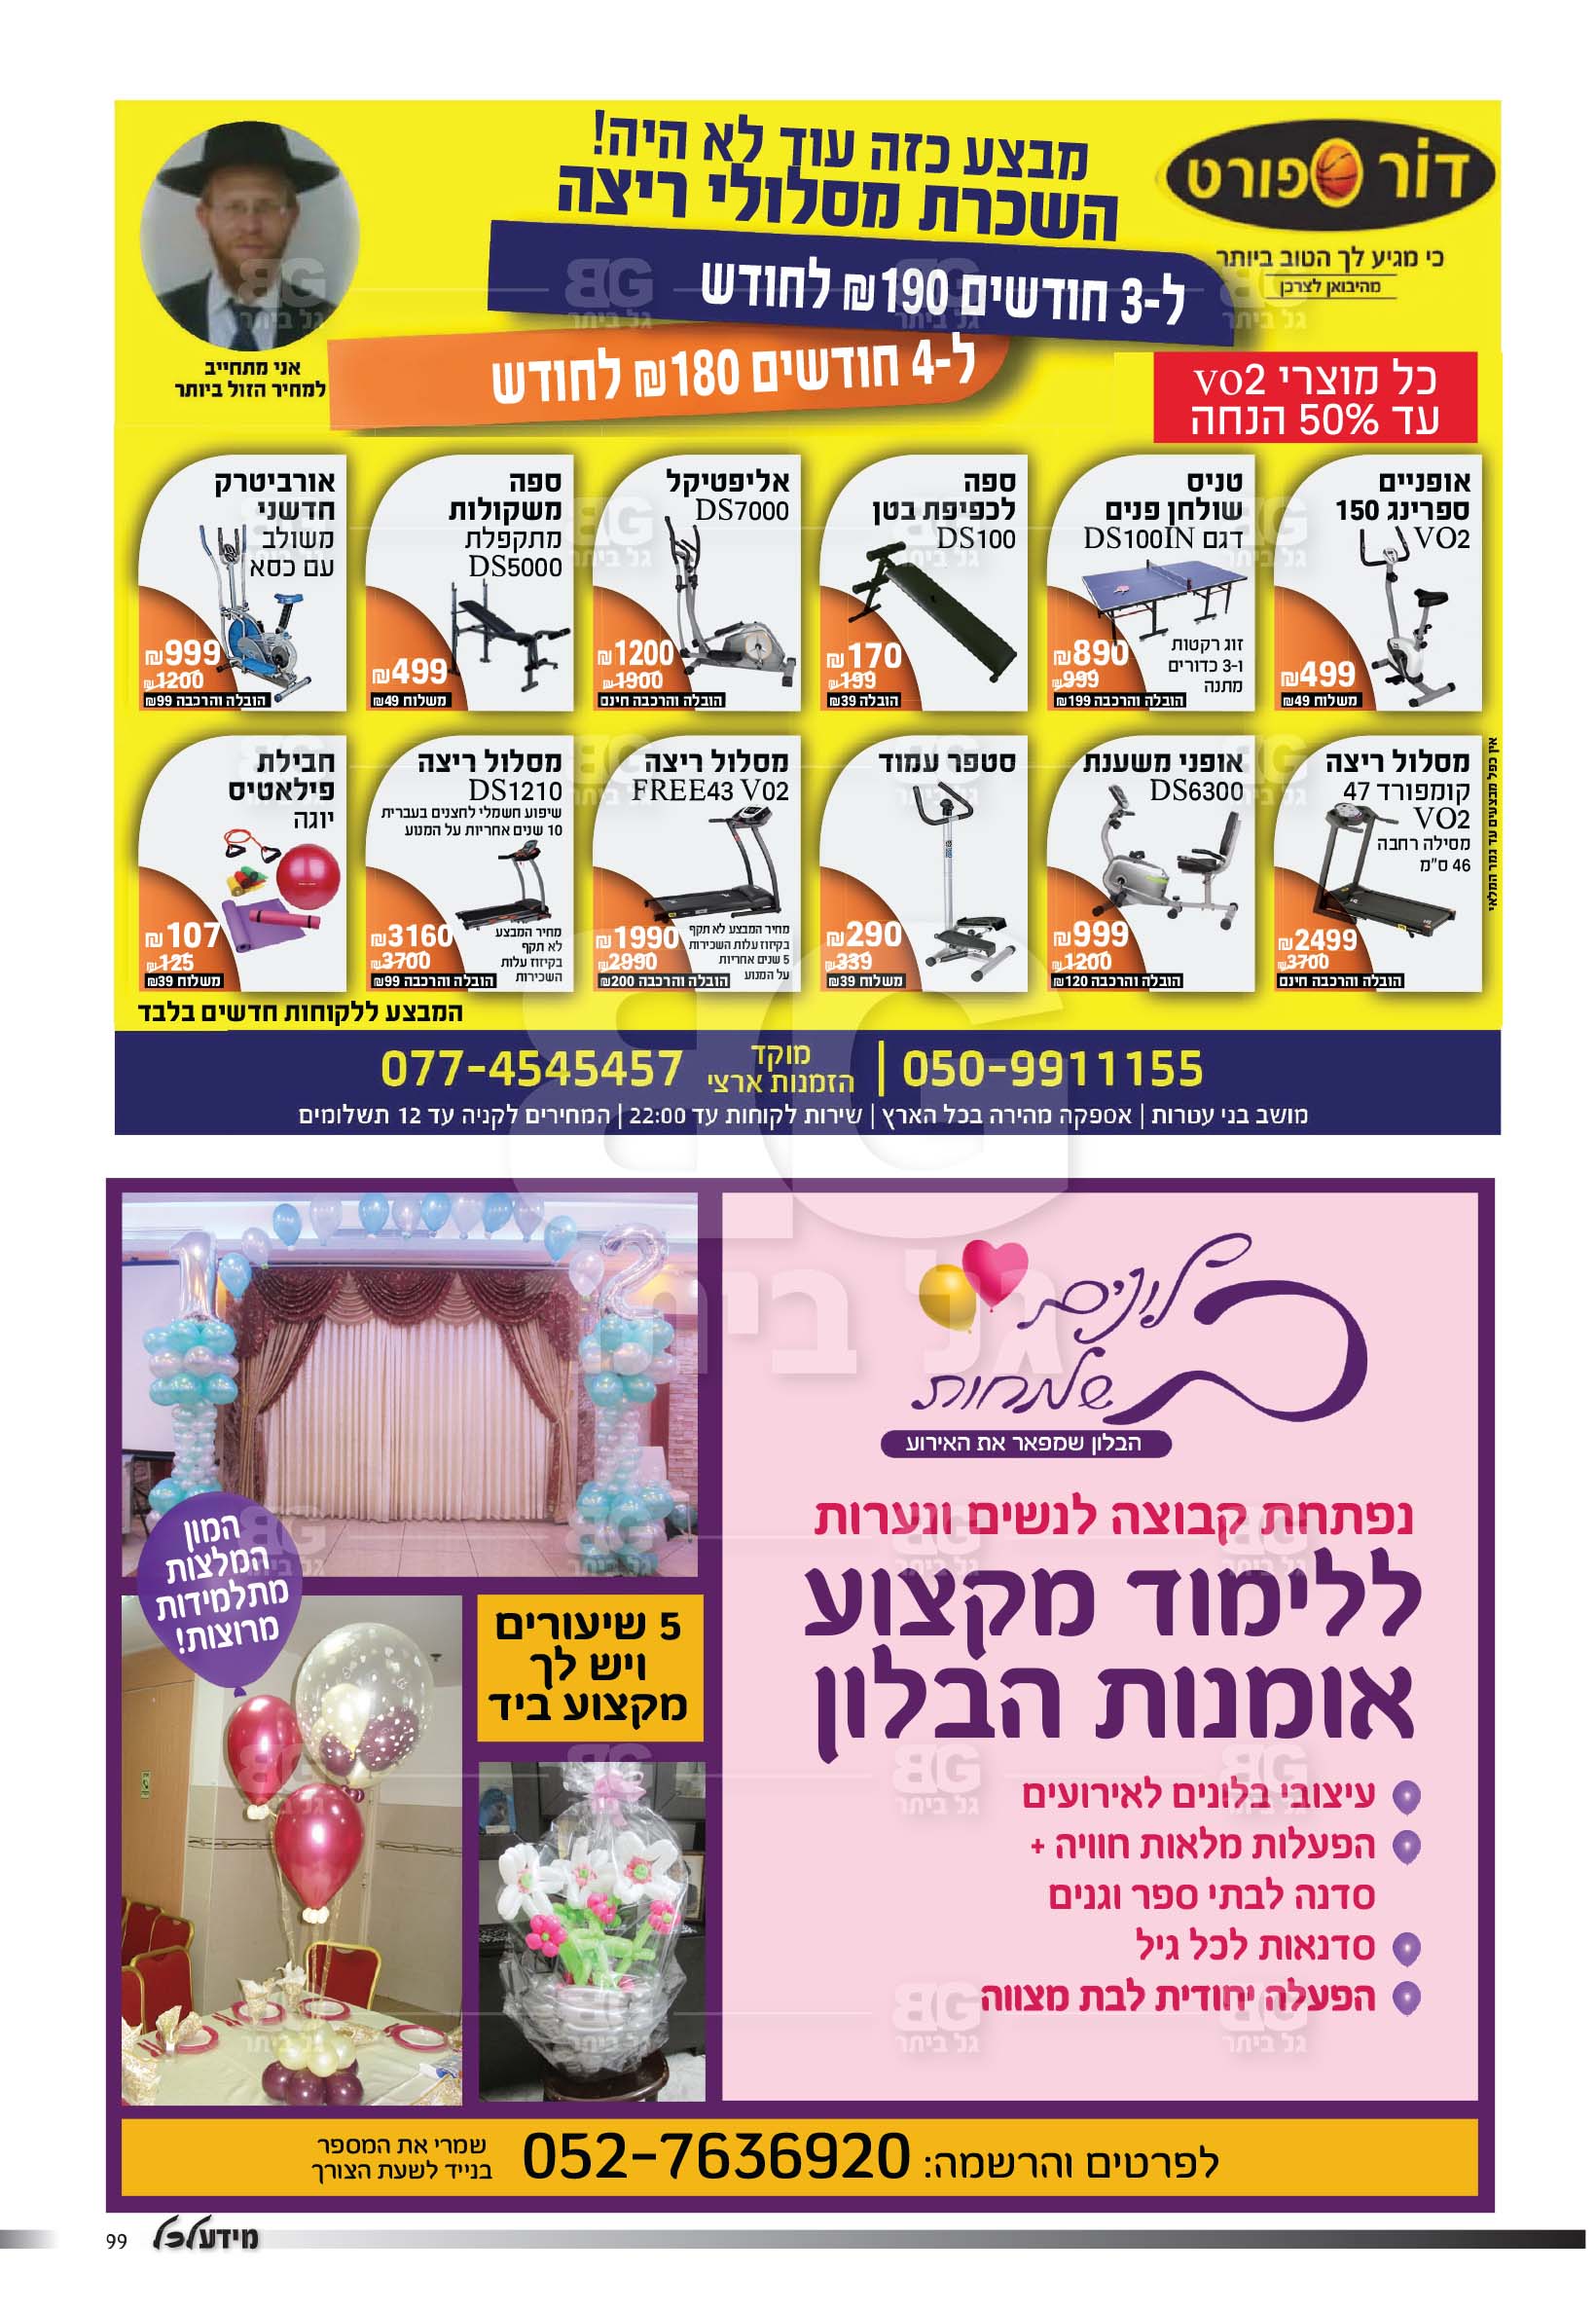 דור ספורט
כי מגיע לך הטוב ביותר
מהיבואן לצרכן
מבצע כזה עוד לא היה!
השכרת מסלולי ריצה
ל-3 חודשים 190₪ לחודש
ל-4 חודשים 180₪ לחודש
אני מתחייב
למחיר הזול ביותר
כל מוצרי vo2
עד 50% הנחה
אופניים
ספרינג 150
VO2
₪499
משלוח 49₪
טניס
שולחן פנים
דגם DS100IN
זוג רקטות
ו-3 כדורים
מתנה
₪890
₪999
הובלה והרכבה 199₪
ספה
לכפיפת בטן
DS100
₪170
₪199
הובלה 39₪
אליפטיקל
DS7000
₪1200
₪1900
הובלה והרכבה חינם
ספה
משקולות
מתקפלת
DS5000
₪499
משלוח 49₪
אורביטרק
חדשני
משולב
עם כסא
₪999
₪1200
הובלה והרכבה 99₪
מסלול ריצה
קומפורד 47
VO2
מסילה רחבה
46 ס"מ
₪2499
₪3700
הובלה והרכבה חינם
אופני משענת
DS6300
₪999
₪1200
הובלה והרכבה 120₪
סטפר עמוד
₪290
₪339
משלוח 39₪
מסלול ריצה
FREE43 V02
מחיר המבצע לא תקף
בקיזוז עלות השכירות
5 שנים אחריות
על המנוע
₪1990
₪2990
הובלה והרכבה 200₪
מסלול ריצה
DS1210
שיפוע חשמלי לחצנים בעברית
10 שנים אחריות על המנוע
מחיר המבצע
לא תקף
בקיזוז עלות
השכירות
₪3160
₪3700
הובלה והרכבה 99₪
חבילת
פילאטיס
יוגה
₪107
₪125
משלוח 39₪
אין כפל מבצעים עד גמר המלאי
המבצע ללקוחות חדשים בלבד
050-9911155 | מוקד הזמנות ארצי 077-4545457
מושב בני עטרות | אספקה מהירה בכל הארץ | שירות לקוחות עד 22:00 | המחירים לקניה עד 12 תשלומים
בלונים
שמחות
הבלון שמפאר את האירוע
נפתחת קבוצה לנשים ונערות
ללימוד מקצוע
אומנות הבלון
עיצובי בלונים לאירועים
הפעלות מלאות חוויה +
סדנה לבתי ספר וגנים
סדנאות לכל גיל
הפעלה יחודית לבת מצווה
המון
המלצות
מתלמידות
מרוצות!
5 שיעורים
ויש לך
מקצוע ביד
לפרטים והרשמה: 052-7636920
שמרי את המספר
בנייד לשעת הצורך
BG
גל ביתר
99 מידע לכל